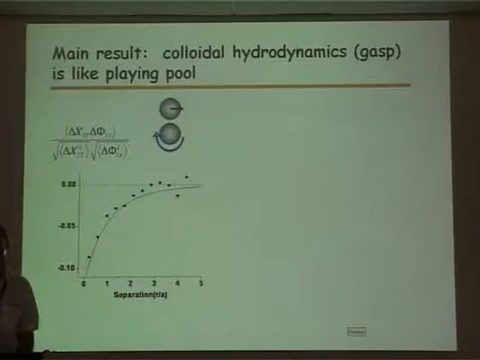 Main result: colloidal hydrodynamics (gasp)
is like playing pool
0.00
-0.05
-0.10
0 1 2 3 4 5
Separation(r/a)